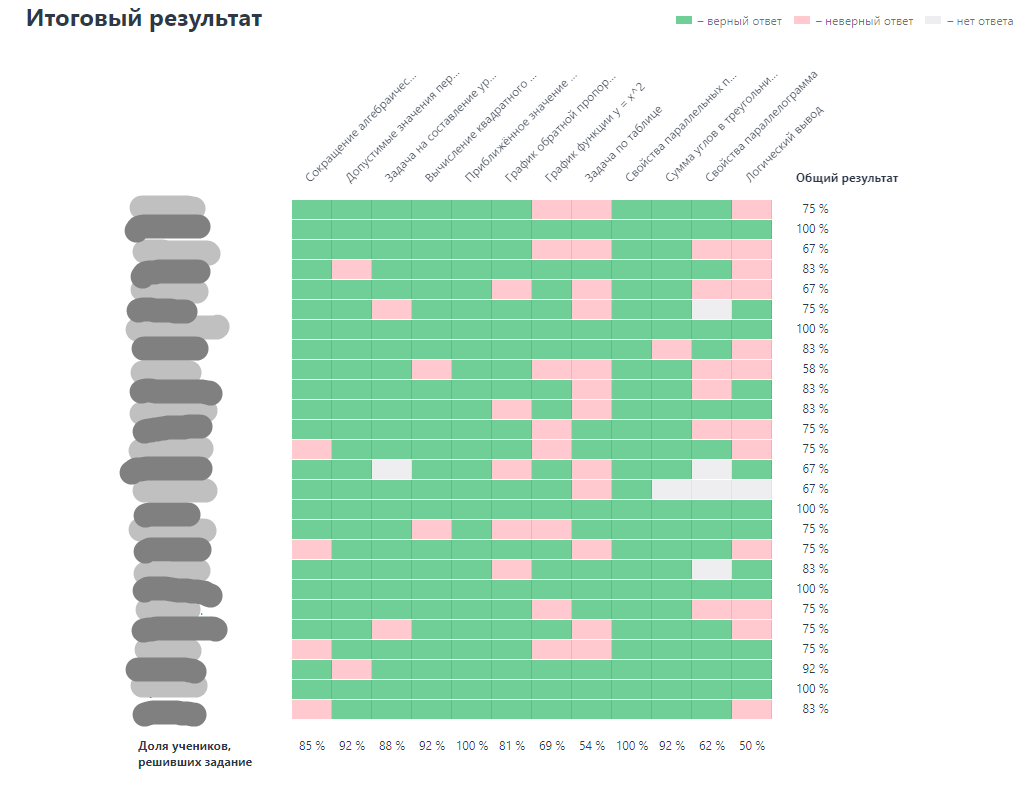 Итоговый результат
– верный ответ – неверный ответ – нет ответа
Сокращение алгебраичес...
Допустимые значения пер...
Задача на составление ур...
Вычисление квадратного ...
Приближённое значение ...
График обратной пропор...
График функции y = x^2
Задача по таблице
Свойства параллельных п...
Сумма углов в треугольни...
Свойства параллелограмма
Логический вывод
Общий результат
75 %
100 %
67 %
83 %
67 %
75 %
100 %
83 %
58 %
83 %
83 %
75 %
75 %
67 %
67 %
100 %
75 %
75 %
83 %
100 %
75 %
75 %
75 %
92 %
100 %
83 %
Доля учеников,
решивших задание
85 % 92 % 88 % 92 % 100 % 81 % 69 % 54 % 100 % 92 % 62 % 50 %